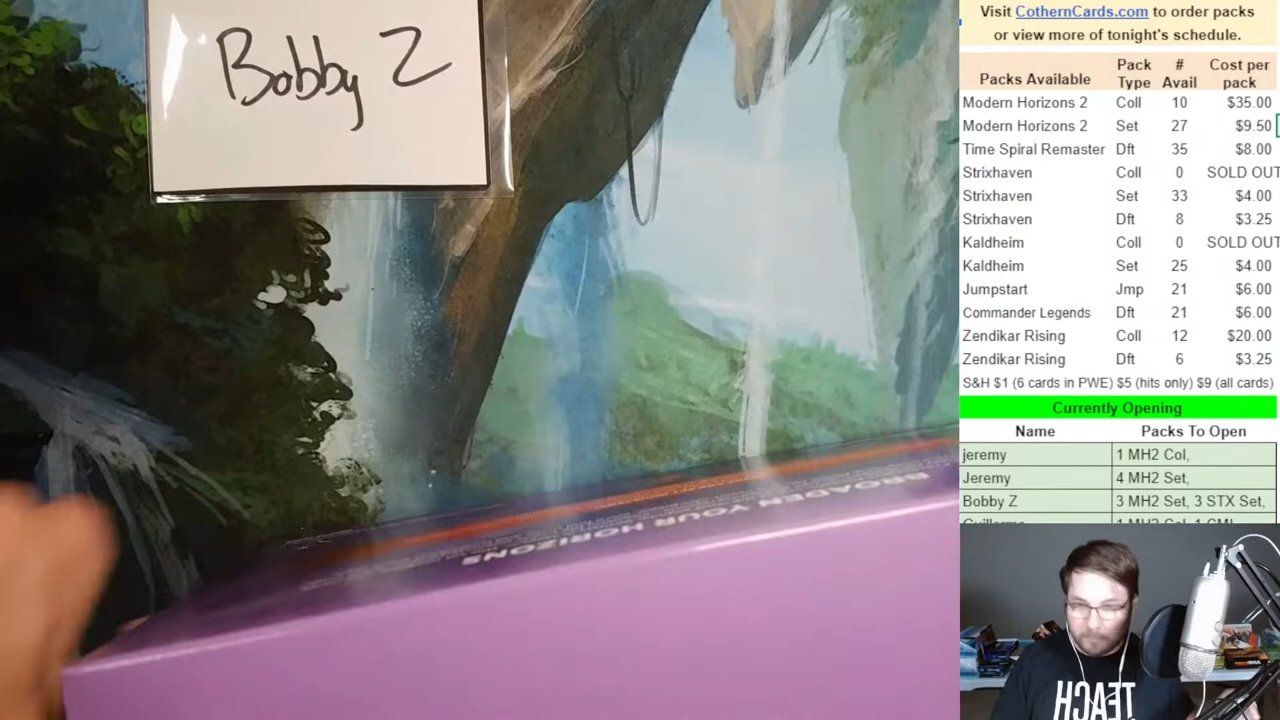 Bobby Z
BROADEN YOUR HORIZONS
Visit CothernCards.com to order packs
or view more of tonight's schedule.
Packs Available Pack Type # Avail Cost per pack
Modern Horizons 2 Coll 10 $35.00
Modern Horizons 2 Set 27 $9.50
Time Spiral Remaster Dft 35 $8.00
Strixhaven Coll 0 SOLD OUT
Strixhaven Set 33 $4.00
Strixhaven Dft 8 $3.25
Kaldheim Coll 0 SOLD OUT
Kaldheim Set 25 $4.00
Jumpstart Jmp 21 $6.00
Commander Legends Dft 21 $6.00
Zendikar Rising Coll 12 $20.00
Zendikar Rising Dft 6 $3.25
S&H $1 (6 cards in PWE) $5 (hits only) $9 (all cards)
Currently Opening
Name Packs To Open
jeremy 1 MH2 Col,
Jeremy 4 MH2 Set,
Bobby Z 3 MH2 Set, 3 STX Set,
TEACH